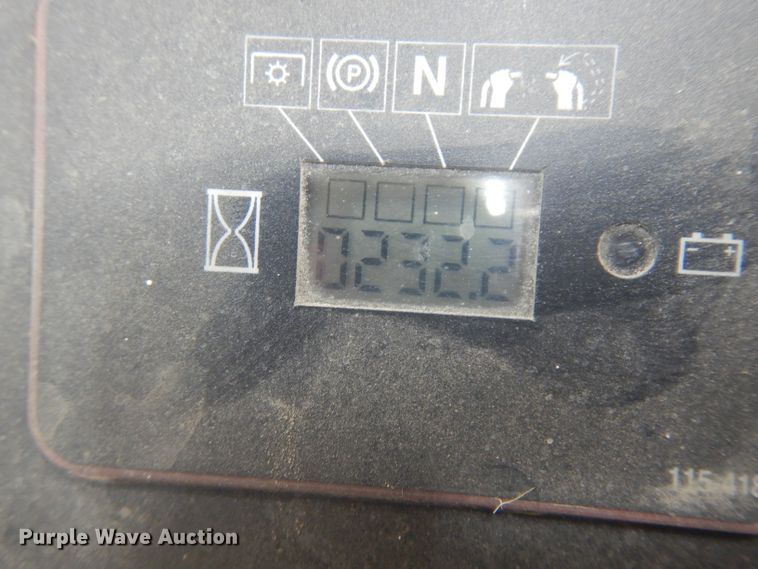 P N
0232.2
- +
115-418
Purple Wave Auction